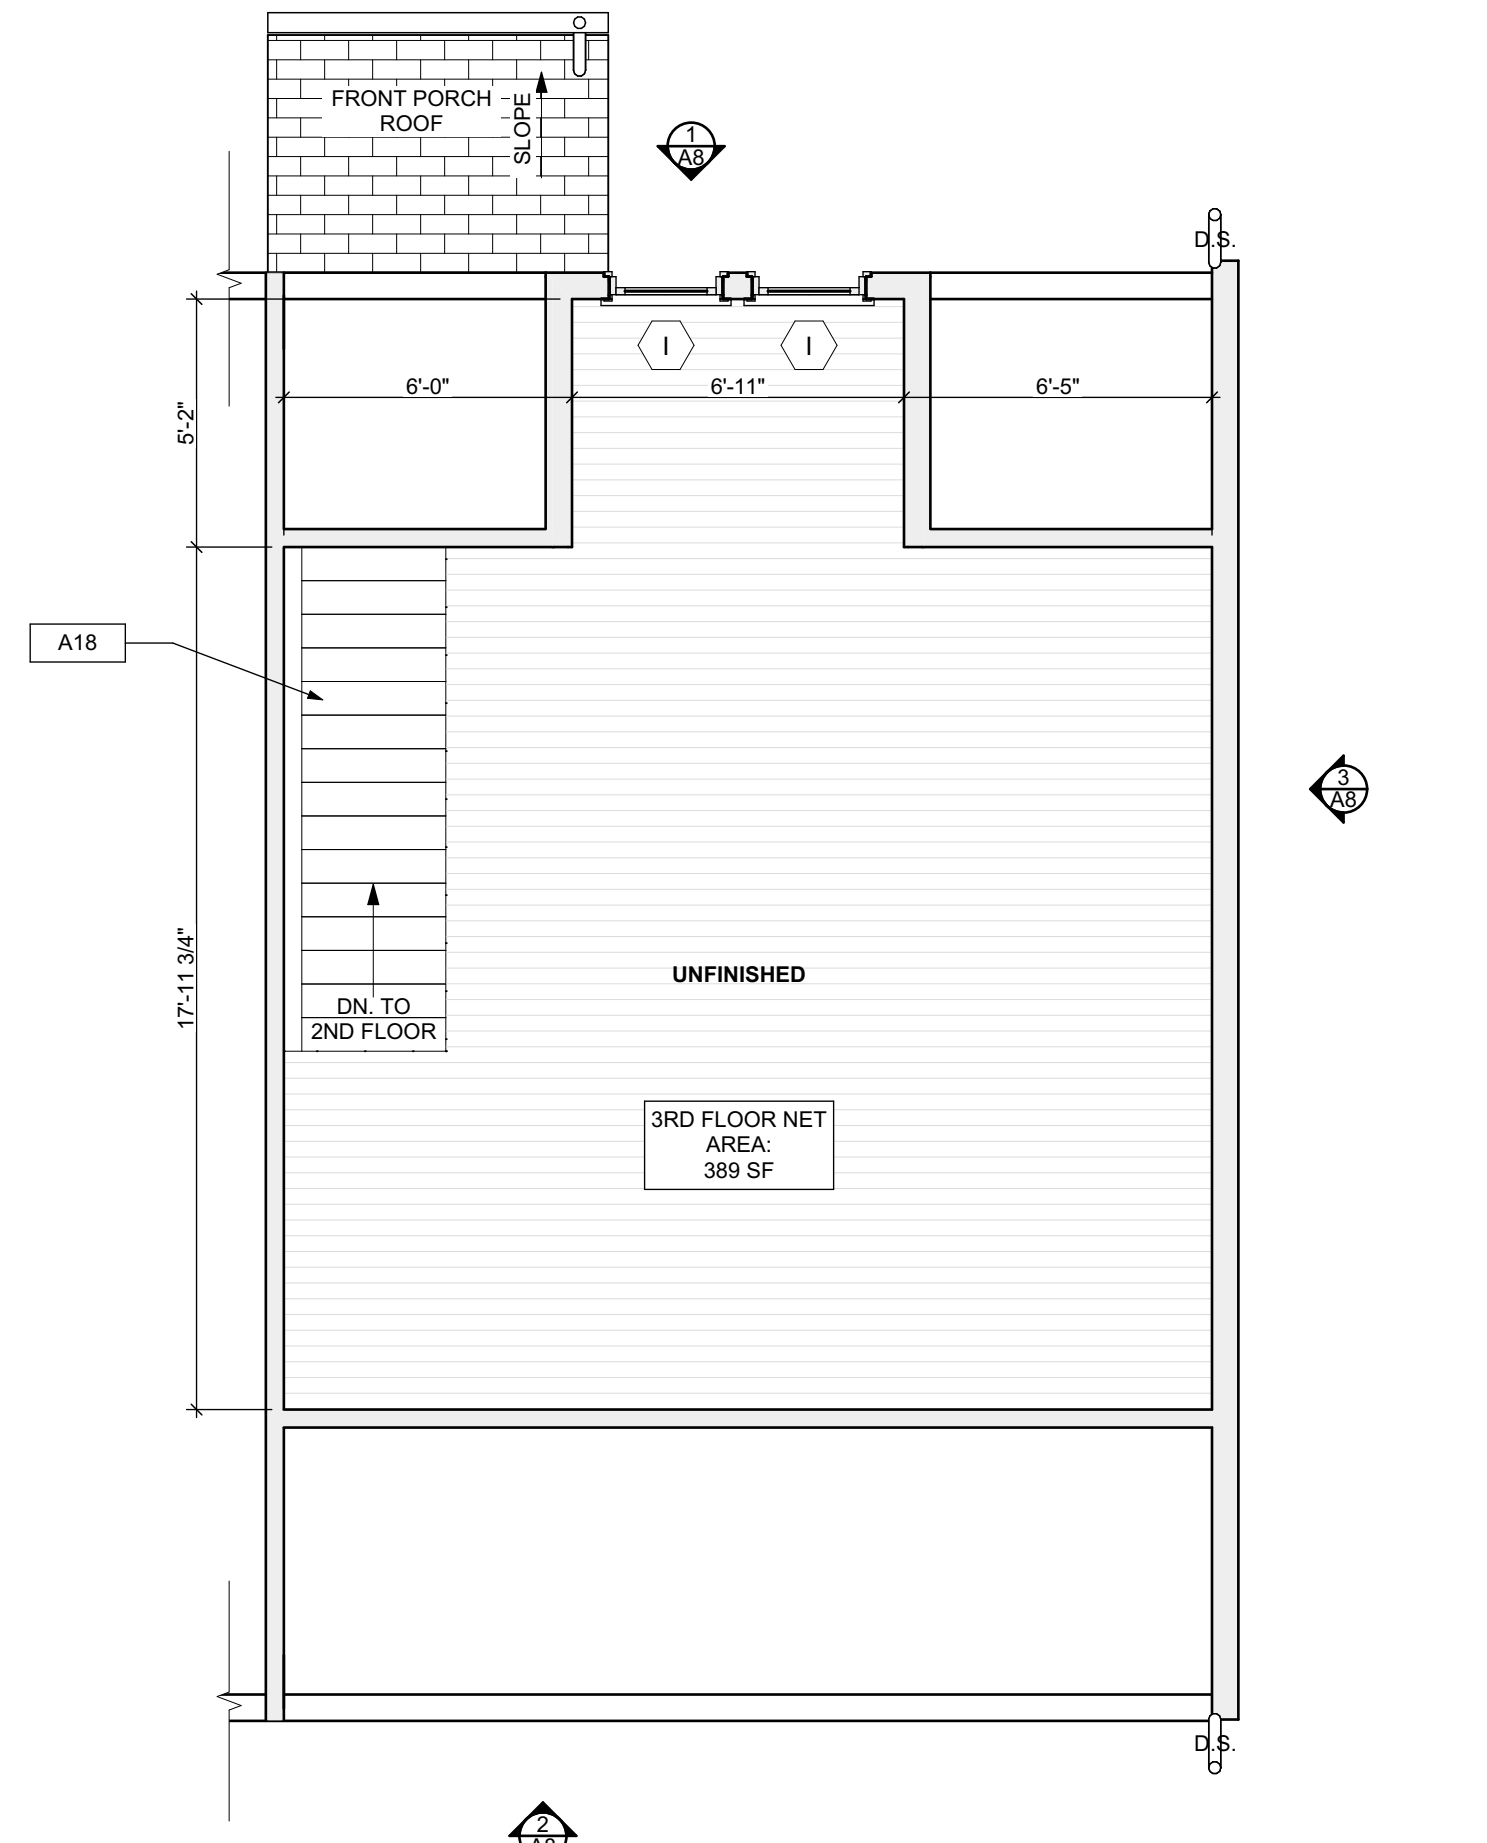 FRONT PORCH
ROOF
SLOPE
1
A8
D.S.
I
I
6'-0"
6'-11"
6'-5"
5'-2"
A18
3
A8
17'-11 3/4"
UNFINISHED
DN. TO
2ND FLOOR
3RD FLOOR NET
AREA:
389 SF
D.S.
2